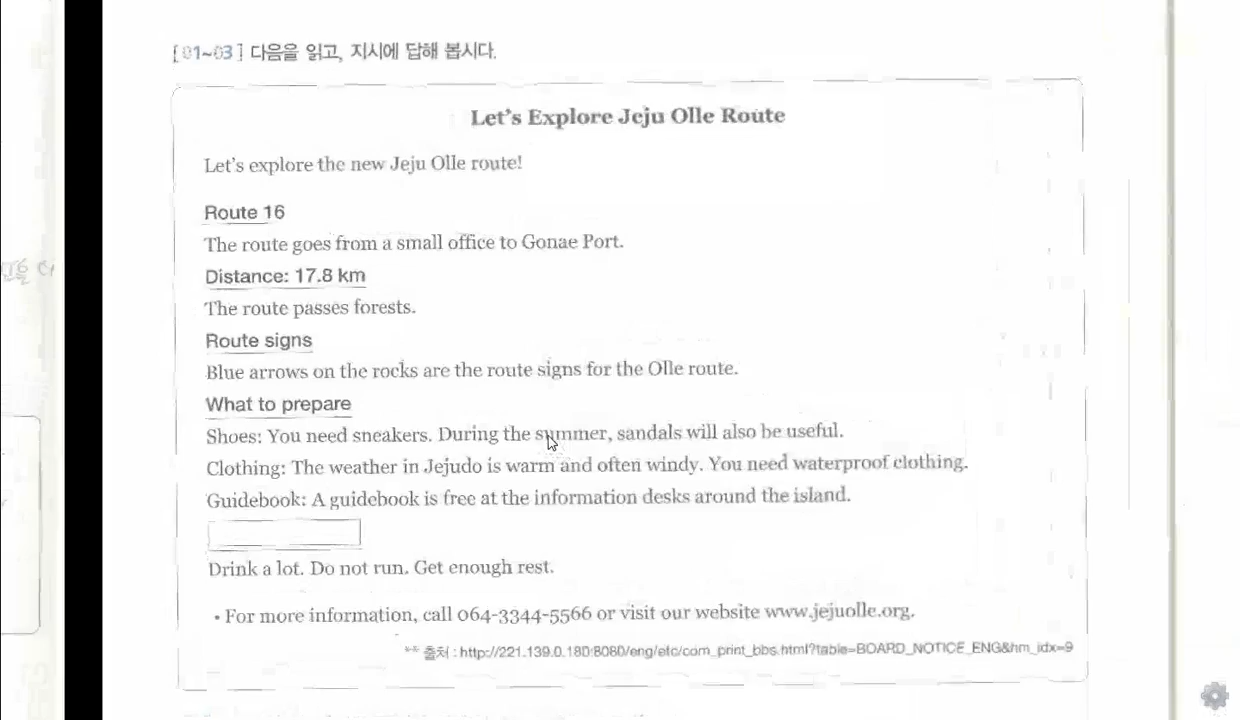 [01~03] 다음을 읽고, 지시에 답해 봅시다.
Let's Explore Jeju Olle Route
Let's explore the new Jeju Olle route!
Route 16
The route goes from a small office to Gonae Port.
Distance: 17.8 km
The route passes forests.
Route signs
Blue arrows on the rocks are the route signs for the Olle route.
What to prepare
Shoes: You need sneakers. During the summer, sandals will also be useful.
Clothing: The weather in Jejudo is warm and often windy. You need waterproof clothing.
Guidebook: A guidebook is free at the information desks around the island.
Drink a lot. Do not run. Get enough rest.
• For more information, call 064-3344-5566 or visit our website www.jejuolle.org.
** 출처 : http://221.139.0.180:8080/eng/etc/com_print_bbs.html?table=BOARD_NOTICE_ENG&hm_idx=9